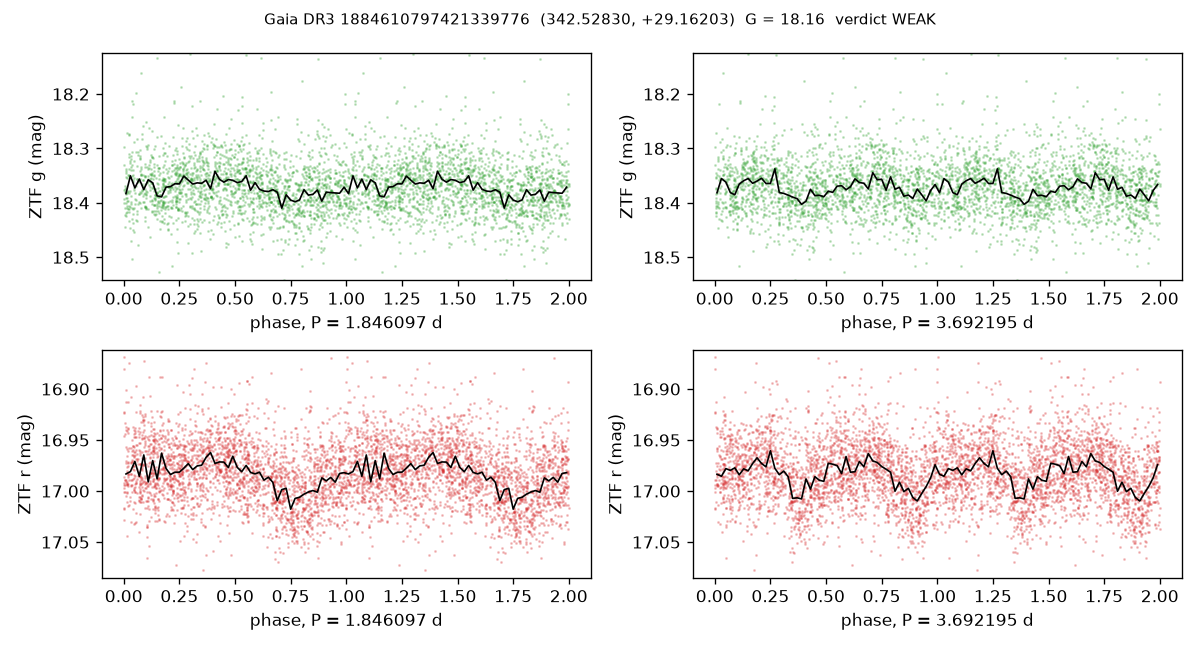 Gaia DR3 1884610797421339776 (342.52830, +29.16203) G = 18.16 verdict WEAK
ZTF g (mag)
18.2
18.3
18.4
18.5
0.00 0.25 0.50 0.75 1.00 1.25 1.50 1.75 2.00
phase, P = 1.846097 d
ZTF g (mag)
18.2
18.3
18.4
18.5
0.00 0.25 0.50 0.75 1.00 1.25 1.50 1.75 2.00
phase, P = 3.692195 d
ZTF r (mag)
16.90
16.95
17.00
17.05
0.00 0.25 0.50 0.75 1.00 1.25 1.50 1.75 2.00
phase, P = 1.846097 d
ZTF r (mag)
16.90
16.95
17.00
17.05
0.00 0.25 0.50 0.75 1.00 1.25 1.50 1.75 2.00
phase, P = 3.692195 d